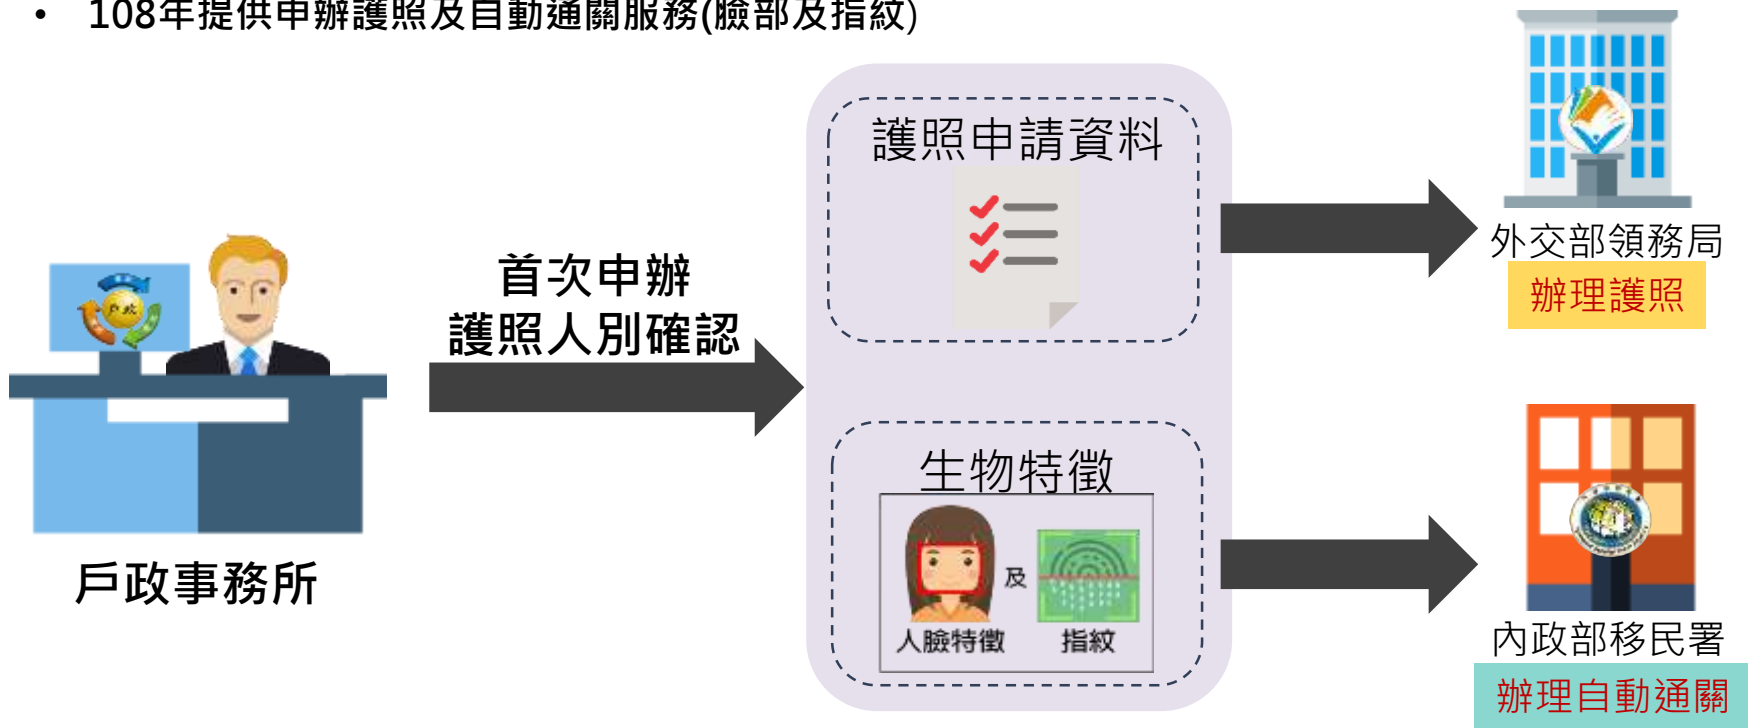 • 108年提供申辦護照及自動通關服務(臉部及指紋)
戶政
戶政事務所
首次申辦
護照人別確認
護照申請資料
生物特徵
及
人臉特徵
指紋
外交部領務局
辦理護照
內政部移民署
辦理自動通關